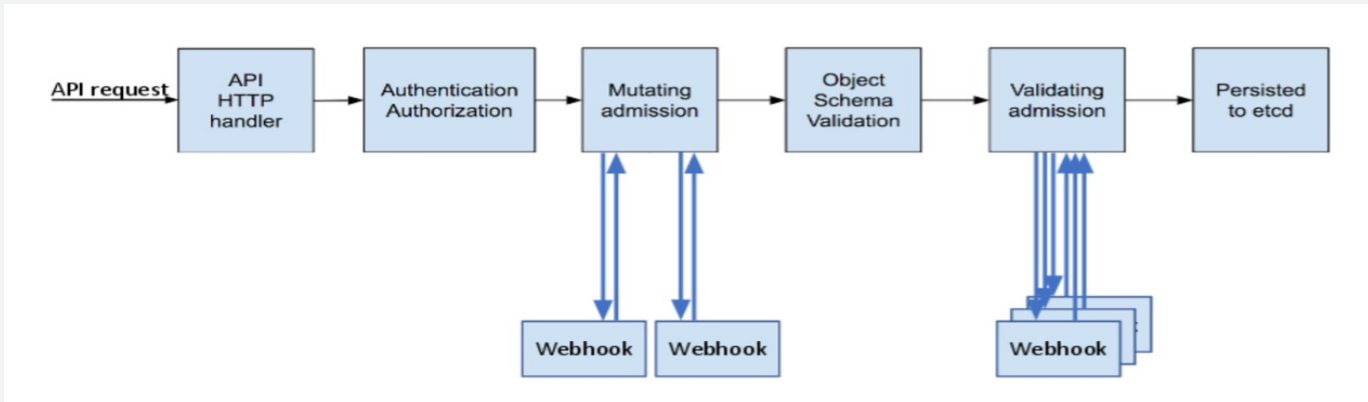 API request
API
HTTP
handler
Authentication
Authorization
Mutating
admission
Object
Schema
Validation
Validating
admission
Persisted
to etcd
Webhook
Webhook
Webhook